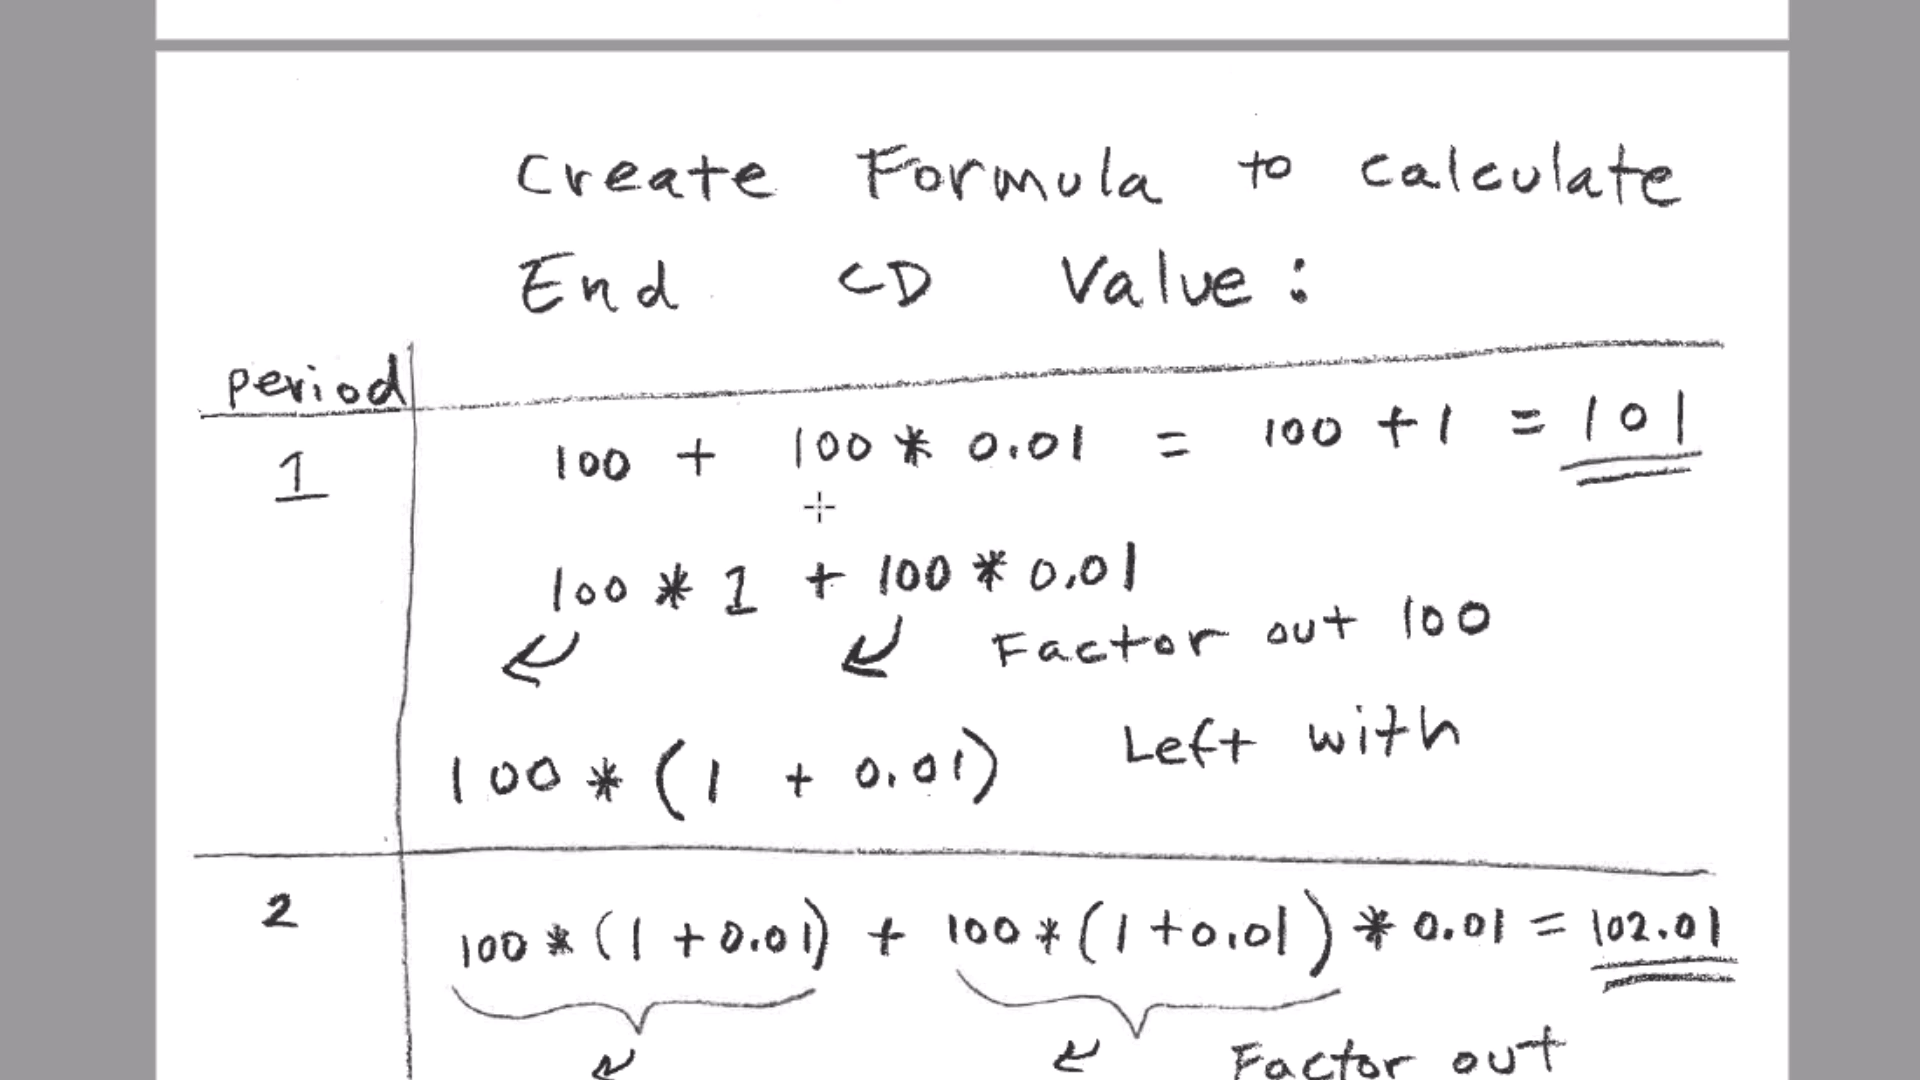 Create Formula to calculate
End CD Value:
period
1
100 + 100 * 0.01 = 100 + 1 = 101
100 * 1 + 100 * 0.01
Factor out 100
100 * (1 + 0.01) Left with
2
100 * (1 + 0.01) + 100 * (1 + 0.01) * 0.01 = 102.01
Factor out